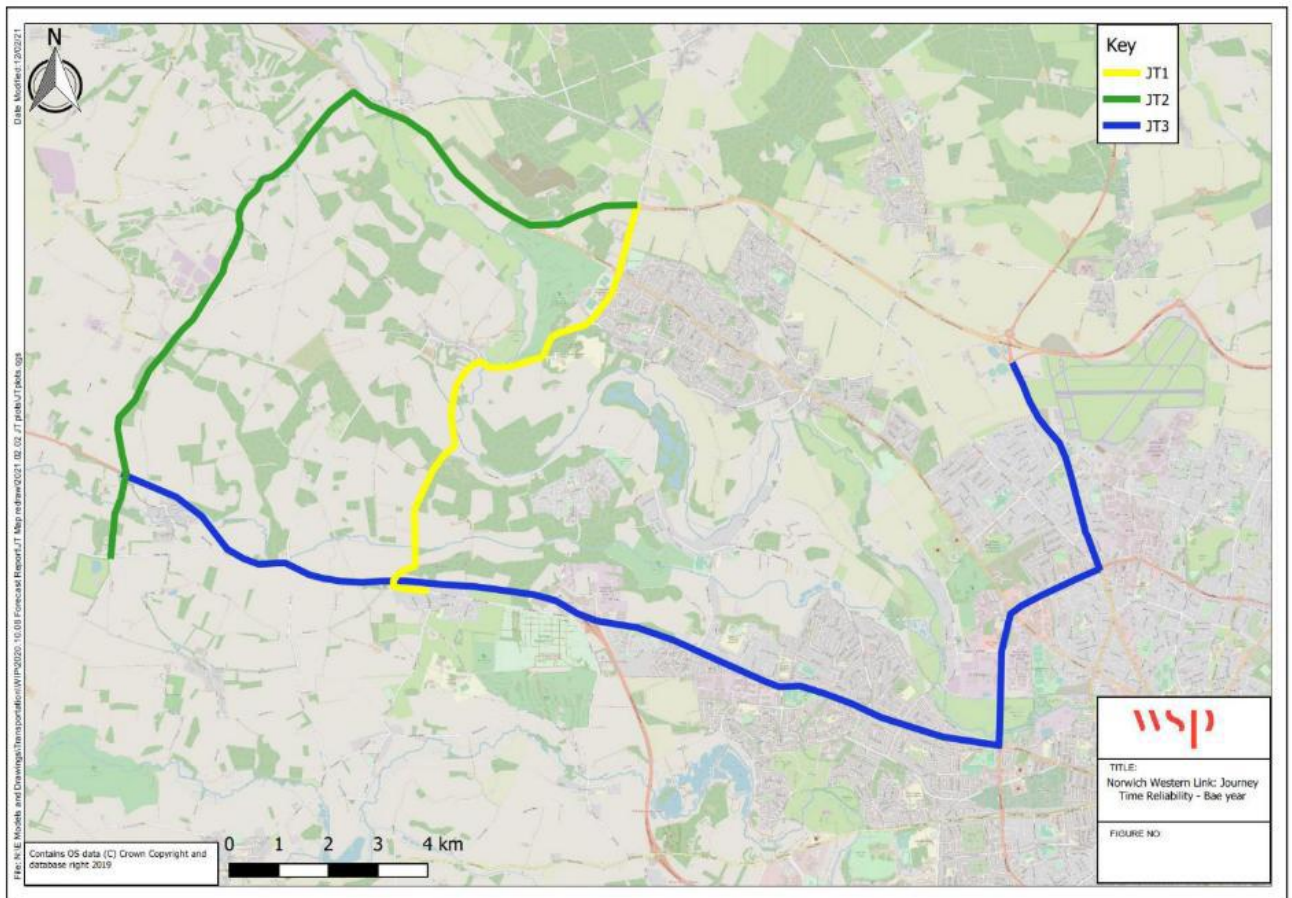 Date Modified:12/02/21
N
Key
JT1
JT2
JT3
wsp
TITLE:
Norwich Western Link: Journey
Time Reliability - Bae year
FIGURE NO:
0 1 2 3 4 km
Contains OS data (C) Crown Copyright and
database right 2019